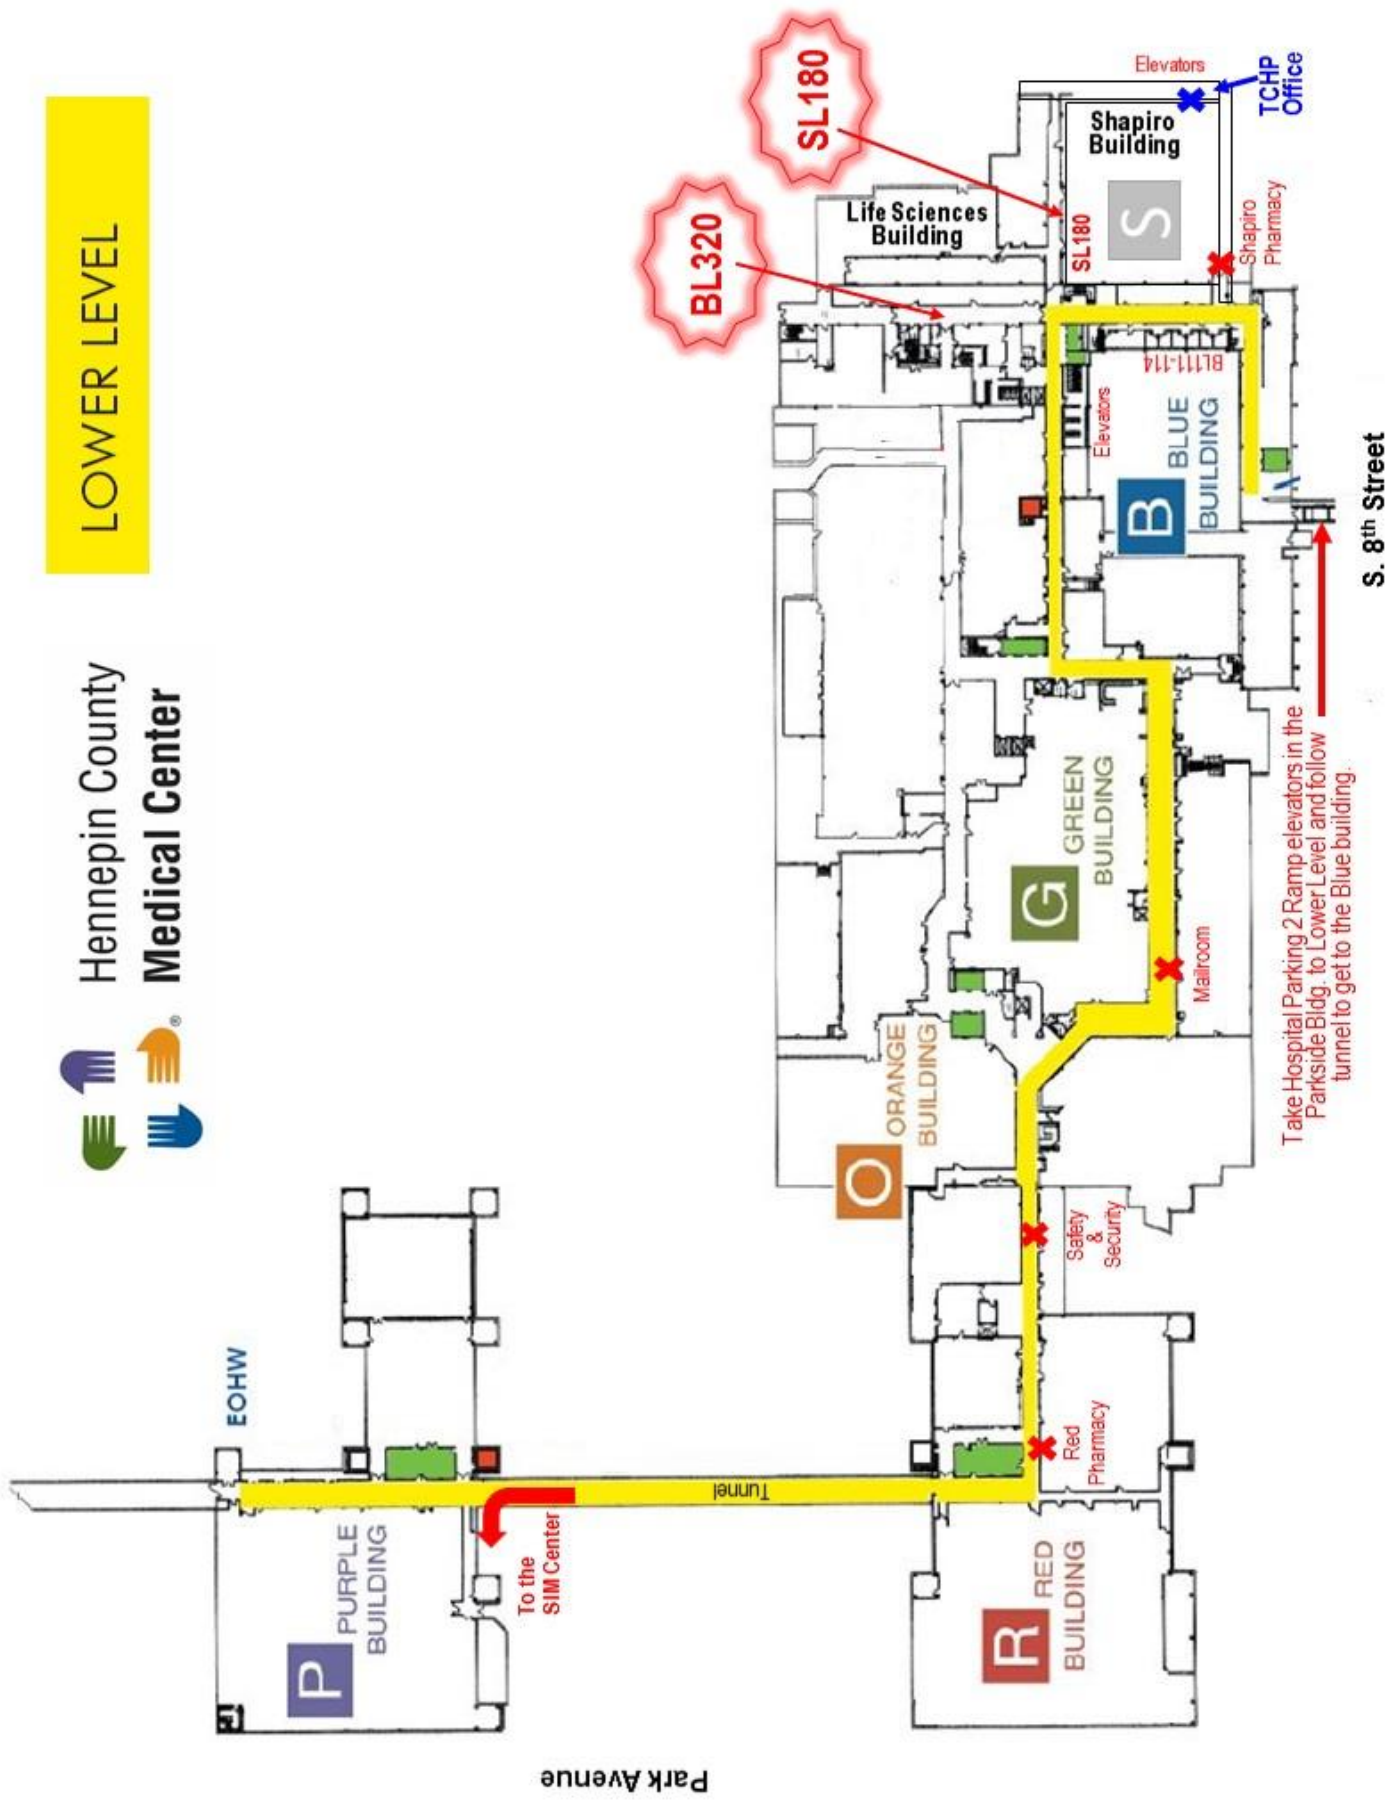 LOWER LEVEL
Hennepin County
Medical Center
®
EOHW
P
PURPLE
BUILDING
To the
SIM Center
Tunnel
Park Avenue
R
RED
BUILDING
Red
Pharmacy
Safety
&
Security
O
ORANGE
BUILDING
G
GREEN
BUILDING
Mailroom
BL320
SL180
Life Sciences
Building
Elevators
B
BLUE
BUILDING
BL111-114
SL180
Shapiro
Building
S
Shapiro
Pharmacy
Elevators
TCHP
Office
Take Hospital Parking 2 Ramp elevators in the
Parkside Bldg. to Lower Level and follow
tunnel to get to the Blue building.
S. 8th Street